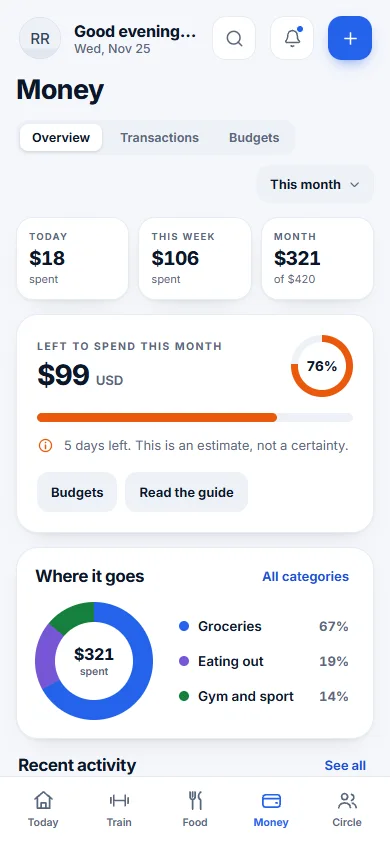 RR
Good evening...
Wed, Nov 25
Money
Overview
Transactions
Budgets
This month
TODAY
$18
spent
THIS WEEK
$106
spent
MONTH
$321
of $420
LEFT TO SPEND THIS MONTH
$99 USD
76%
5 days left. This is an estimate, not a certainty.
Budgets
Read the guide
Where it goes
All categories
$321
spent
Groceries 67%
Eating out 19%
Gym and sport 14%
Recent activity
See all
Today
Train
Food
Money
Circle